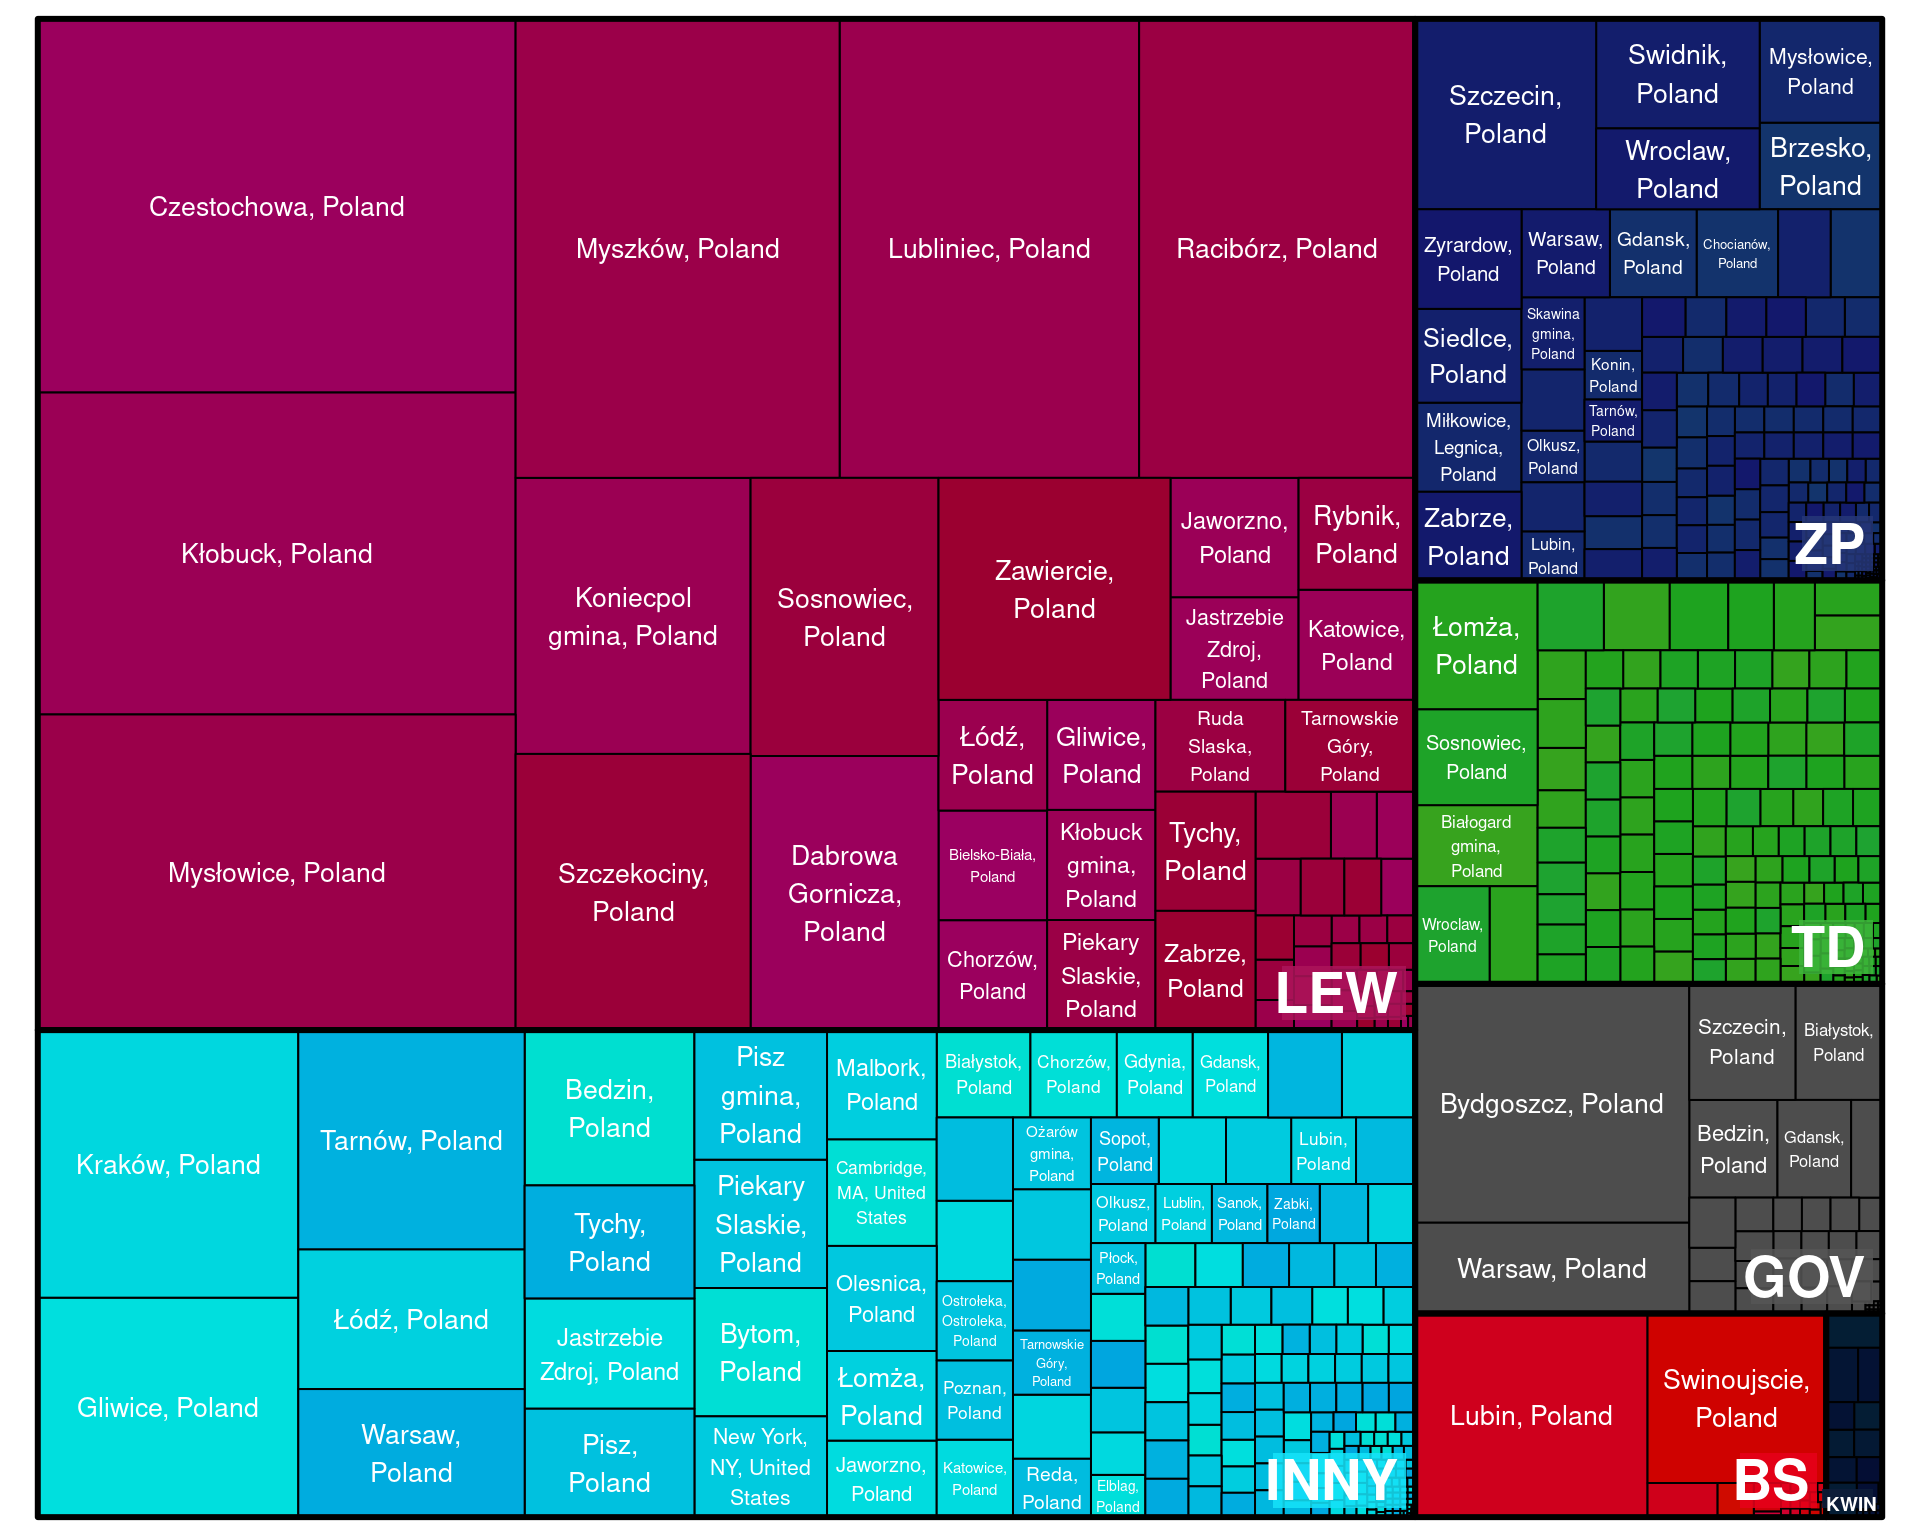 Czestochowa, Poland
Kłobuck, Poland
Mysłowice, Poland
Myszków, Poland
Lubliniec, Poland
Racibórz, Poland
Koniecpol
gmina, Poland
Szczekociny,
Poland
Sosnowiec,
Poland
Dabrowa
Gornicza,
Poland
Zawiercie,
Poland
Jaworzno,
Poland
Jastrzebie
Zdroj,
Poland
Rybnik,
Poland
Katowice,
Poland
Łódź,
Poland
Bielsko-Biała,
Poland
Chorzów,
Poland
Gliwice,
Poland
Kłobuck
gmina,
Poland
Piekary
Slaskie,
Poland
Ruda
Slaska,
Poland
Tarnowskie
Góry,
Poland
Tychy,
Poland
Zabrze,
Poland
LEW
Kraków, Poland
Gliwice, Poland
Tarnów, Poland
Łódź, Poland
Warsaw,
Poland
Bedzin,
Poland
Tychy,
Poland
Jastrzebie
Zdroj, Poland
Pisz,
Poland
Pisz
gmina,
Poland
Piekary
Slaskie,
Poland
Bytom,
Poland
New York,
NY, United
States
Malbork,
Poland
Cambridge,
MA, United
States
Olesnica,
Poland
Łomża,
Poland
Jaworzno,
Poland
Białystok,
Poland
Chorzów,
Poland
Gdynia,
Poland
Gdansk,
Poland
Ostrołeka,
Ostroleka,
Poland
Poznan,
Poland
Katowice,
Poland
Ożarów
gmina,
Poland
Tarnowskie
Góry,
Poland
Reda,
Poland
Sopot,
Poland
Lubin,
Poland
Olkusz,
Poland
Lublin,
Poland
Sanok,
Poland
Zabki,
Poland
Płock,
Poland
Elblag,
Poland
INNY
Szczecin,
Poland
Swidnik,
Poland
Wroclaw,
Poland
Mysłowice,
Poland
Brzesko,
Poland
Zyrardow,
Poland
Siedlce,
Poland
Miłkowice,
Legnica,
Poland
Zabrze,
Poland
Warsaw,
Poland
Gdansk,
Poland
Chocianów,
Poland
Skawina
gmina,
Poland
Olkusz,
Poland
Lubin,
Poland
Konin,
Poland
Tarnów,
Poland
ZP
Łomża,
Poland
Sosnowiec,
Poland
Białogard
gmina,
Poland
Wroclaw,
Poland
TD
Bydgoszcz, Poland
Warsaw, Poland
Szczecin,
Poland
Białystok,
Poland
Bedzin,
Poland
Gdansk,
Poland
GOV
Lubin, Poland
Swinoujscie,
Poland
BS
KWIN